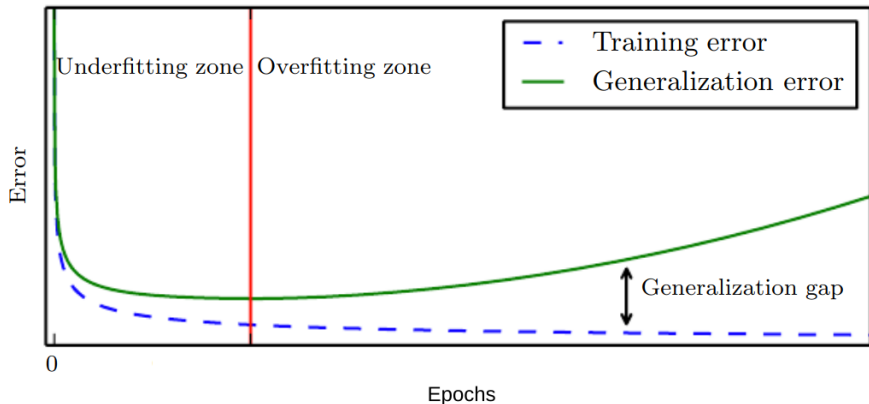 Training error
Generalization error
Underfitting zone
Overfitting zone
Error
Generalization gap
0
Epochs